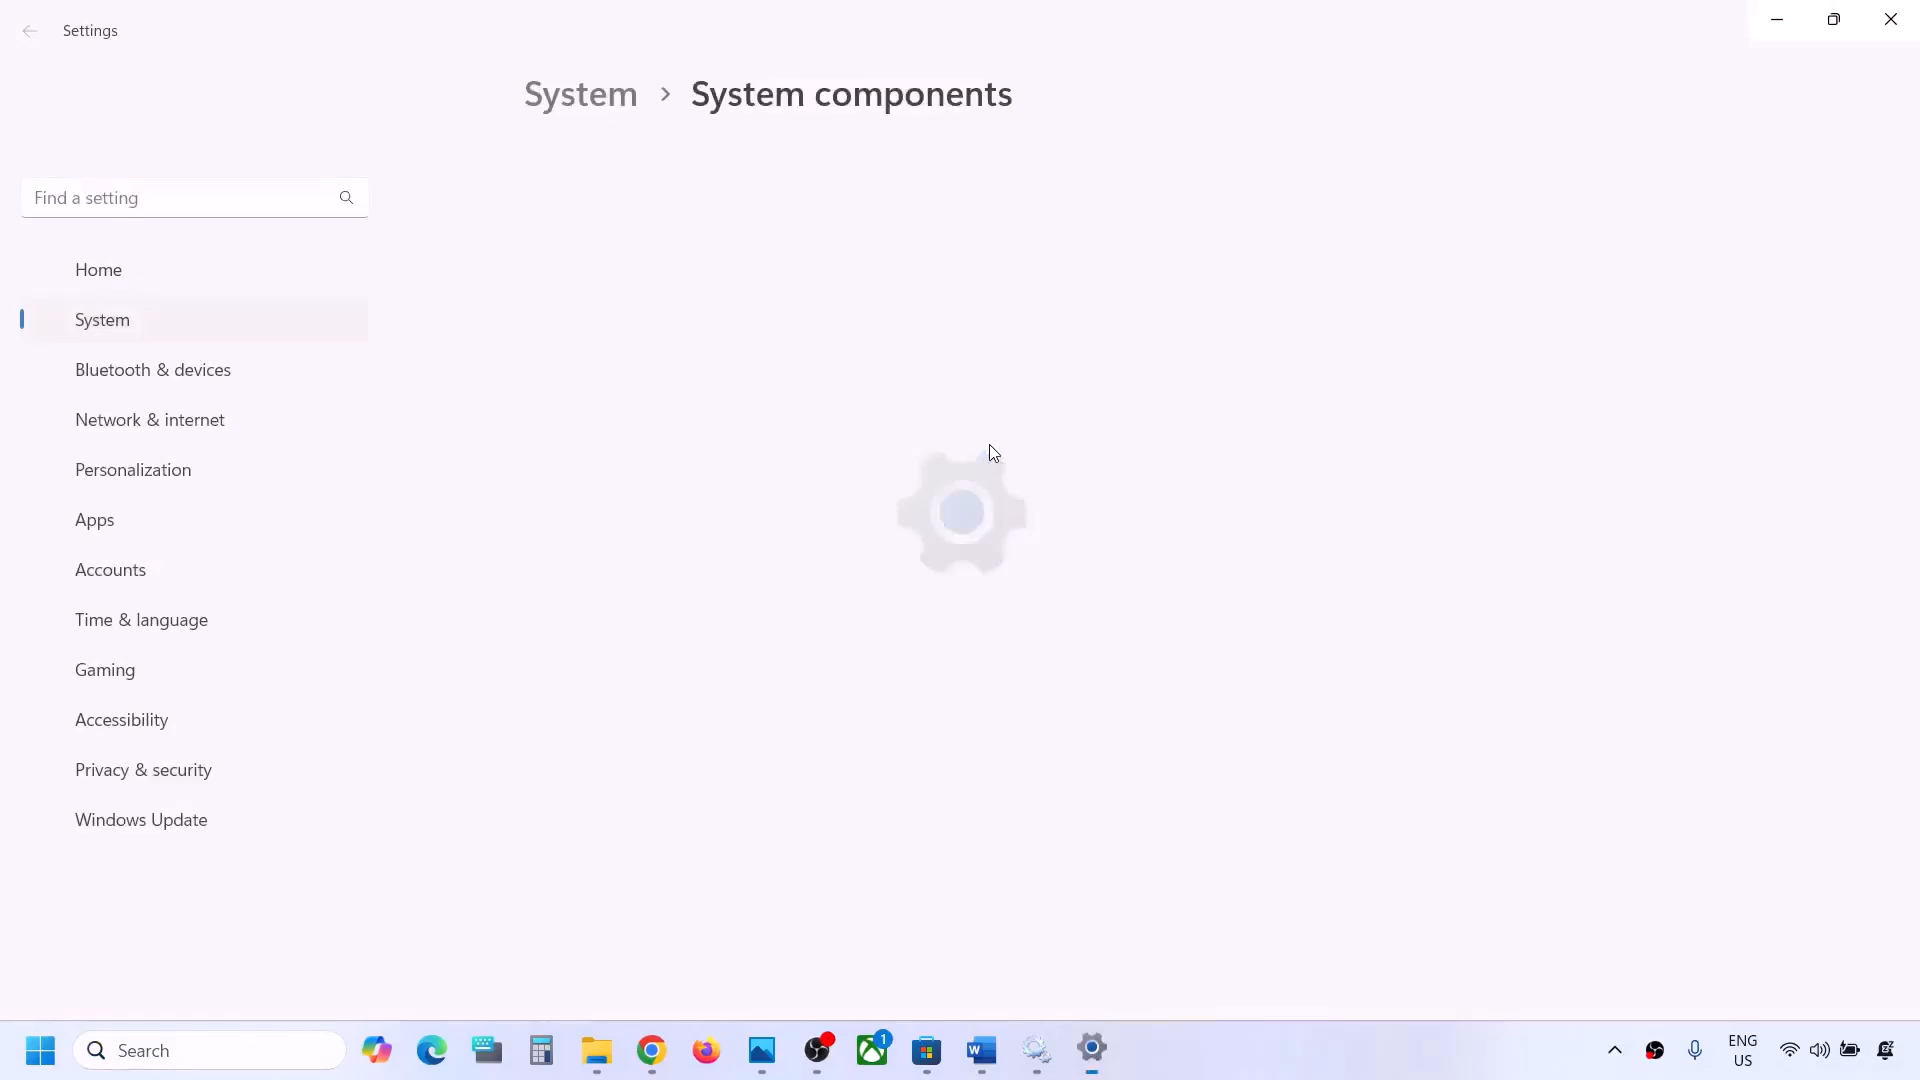 Settings
System > System components
Find a setting
Home
System
Bluetooth & devices
Network & internet
Personalization
Apps
Accounts
Time & language
Gaming
Accessibility
Privacy & security
Windows Update
Search
1
ENG
US